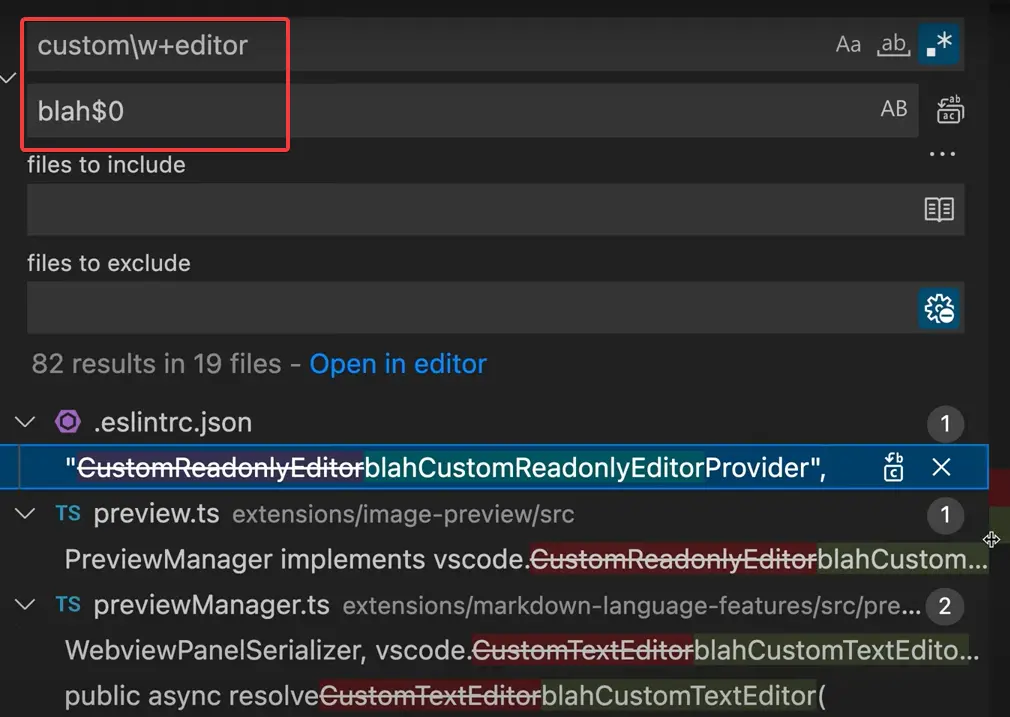 custom\w+editor
Aa ab
blah$0
AB ab ac
...
files to include
files to exclude
82 results in 19 files - Open in editor
.eslintrc.json 1
"CustomReadonlyEditorblahCustomReadonlyEditorProvider",
TS preview.ts extensions/image-preview/src 1
PreviewManager implements vscode.CustomReadonlyEditorblahCustom...
TS previewManager.ts extensions/markdown-language-features/src/pre... 2
WebviewPanelSerializer, vscode.CustomTextEditorblahCustomTextEdito...
public async resolveCustomTextEditorblahCustomTextEditor(